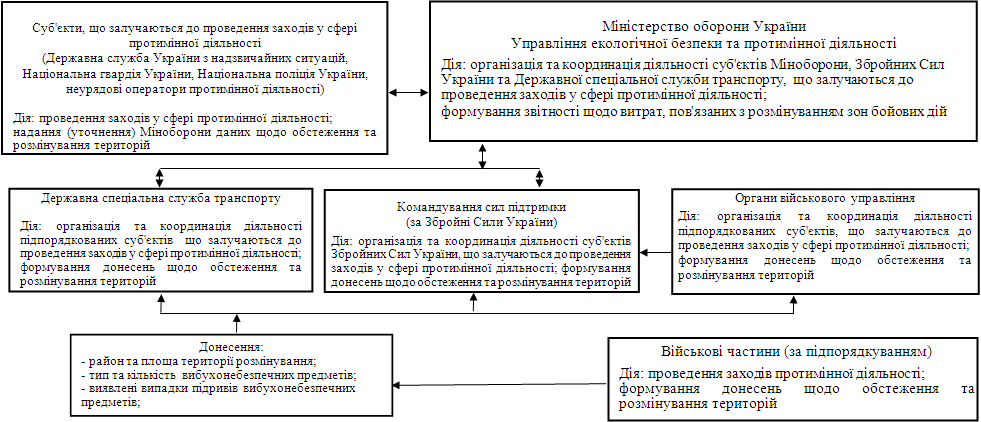 Суб'єкти, що залучаються до проведення заходів у сфері
протимінної діяльності
(Державна служба України з надзвичайних ситуацій,
Національна гвардія України, Національна поліція України,
неурядові оператори протимінної діяльності)
Дія: проведення заходів у сфері протимінної діяльності;
надання (уточнення) Міноборони даних щодо обстеження та
розмінування територій
Міністерство оборони України
Управління екологічної безпеки та протимінної діяльності
Дія: організація та координація діяльності суб'єктів Міноборони, Збройних Сил
України та Державної спеціальної служби транспорту, що залучаються до
проведення заходів у сфері протимінної діяльності;
формування звітності щодо витрат, пов'язаних з розмінуванням зон бойових дій
Державна спеціальна служба транспорту
Дія: організація та координація діяльності
підпорядкованих суб'єктів що залучаються до
проведення заходів у сфері протимінної діяльності;
формування донесень щодо обстеження та
розмінування територій
Командування сил підтримки
(за Збройні Сили України)
Дія: організація та координація діяльності суб'єктів
Збройних Сил України, що залучаються до проведення
заходів у сфері протимінної діяльності; формування
донесень щодо обстеження та розмінування територій
Органи військового управління
Дія: організація та координація діяльності
підпорядкованих суб'єктів, що залучаються до
проведення заходів у сфері протимінної діяльності;
формування донесень щодо обстеження та
розмінування територій
Донесення:
- район та площа території розмінування;
- тип та кількість вибухонебезпечних предметів;
- виявлені випадки підривів вибухонебезпечних
предметів;
Військові частини (за підпорядкуванням)
Дія: проведення заходів протимінної діяльності;
формування донесень щодо обстеження та
розмінування територій